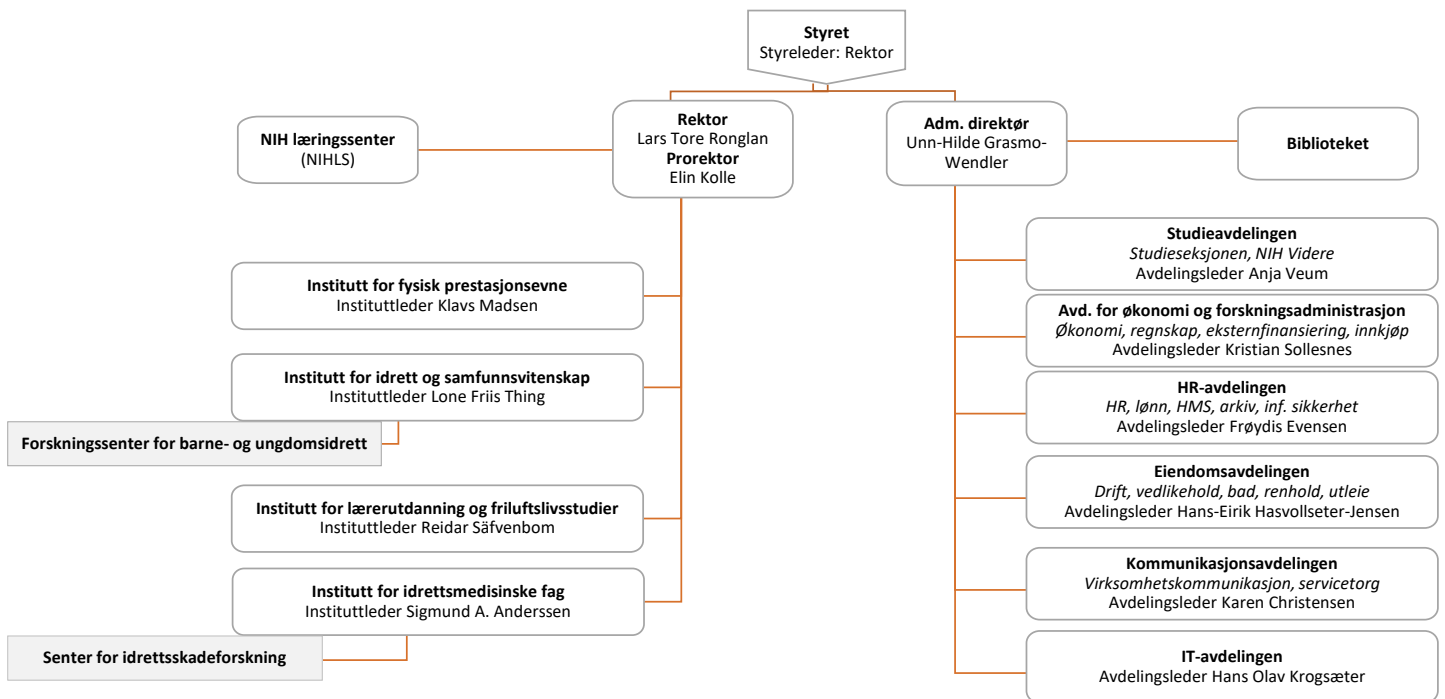 Styret
Styreleder: Rektor
NIH læringssenter
(NIHLS)
Rektor
Lars Tore Ronglan
Prorektor
Elin Kolle
Adm. direktør
Unn-Hilde Grasmo-
Wendler
Biblioteket
Institutt for fysisk prestasjonsevne
Instituttleder Klavs Madsen
Institutt for idrett og samfunnsvitenskap
Instituttleder Lone Friis Thing
Forskningssenter for barne- og ungdomsidrett
Institutt for lærerutdanning og friluftslivsstudier
Instituttleder Reidar Säfvenbom
Institutt for idrettsmedisinske fag
Instituttleder Sigmund A. Anderssen
Senter for idrettsskadeforskning
Studieavdelingen
Studieseksjonen, NIH Videre
Avdelingsleder Anja Veum
Avd. for økonomi og forskningsadministrasjon
Økonomi, regnskap, eksternfinansiering, innkjøp
Avdelingsleder Kristian Sollesnes
HR-avdelingen
HR, lønn, HMS, arkiv, inf. sikkerhet
Avdelingsleder Frøydis Evensen
Eiendomsavdelingen
Drift, vedlikehold, bad, renhold, utleie
Avdelingsleder Hans-Eirik Hasvollseter-Jensen
Kommunikasjonsavdelingen
Virksomhetskommunikasjon, servicetorg
Avdelingsleder Karen Christensen
IT-avdelingen
Avdelingsleder Hans Olav Krogsæter